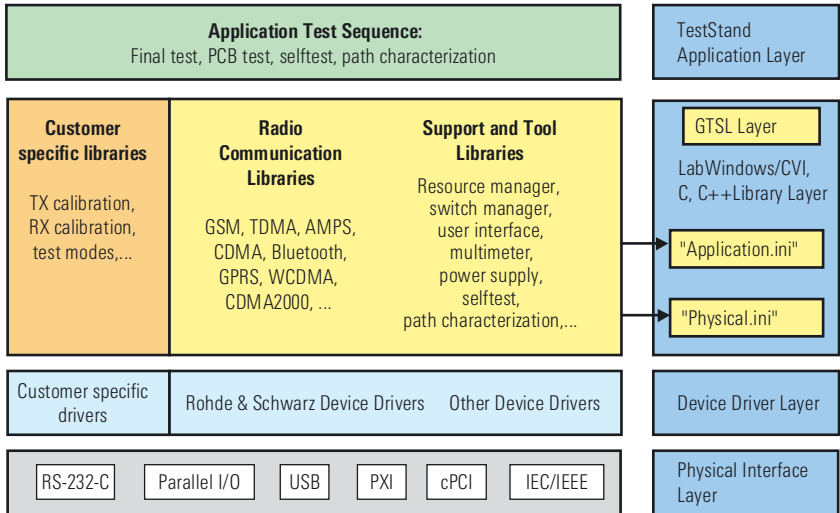 Application Test Sequence:
Final test, PCB test, selftest, path characterization
TestStand
Application Layer
Customer
specific libraries
TX calibration,
RX calibration,
test modes,...
Radio
Communication
Libraries
GSM, TDMA, AMPS,
CDMA, Bluetooth,
GPRS, WCDMA,
CDMA2000, ...
Support and Tool
Libraries
Resource manager,
switch manager,
user interface,
multimeter,
power supply,
selftest,
path characterization,...
GTSL Layer
LabWindows/CVI,
C, C++Library Layer
"Application.ini"
"Physical.ini"
Customer specific
drivers
Rohde & Schwarz Device Drivers
Other Device Drivers
Device Driver Layer
RS-232-C
Parallel I/O
USB
PXI
cPCI
IEC/IEEE
Physical Interface
Layer